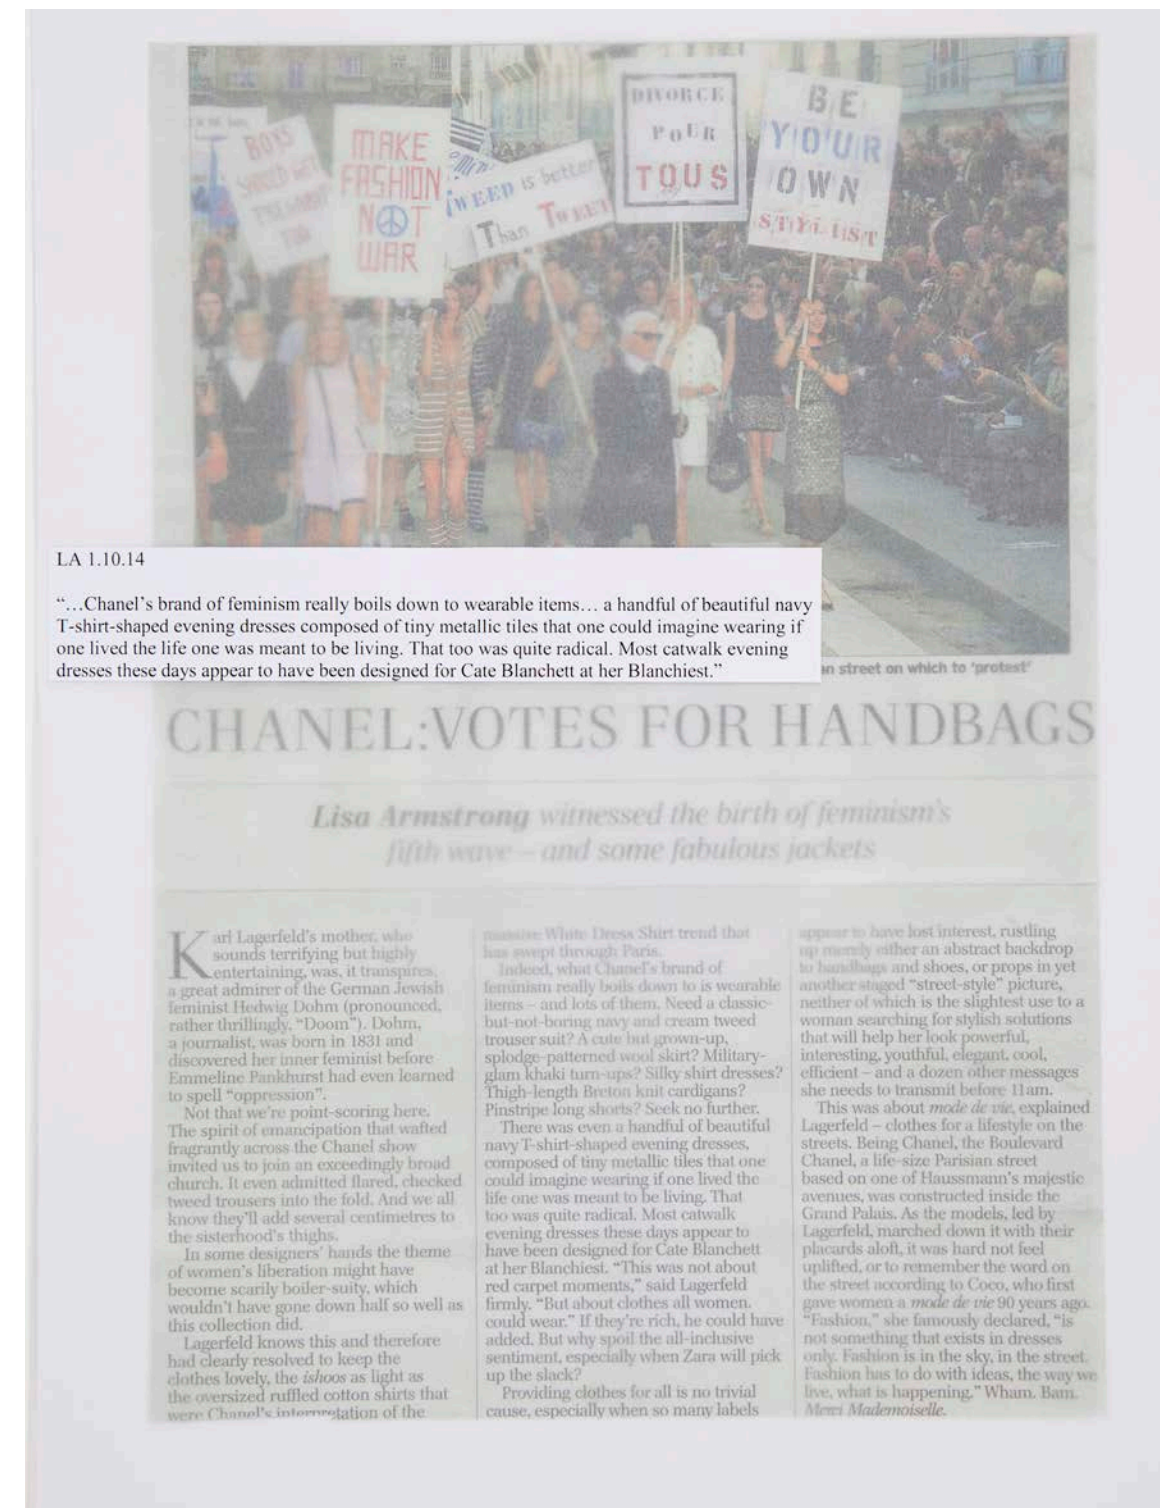 BOYS
SHOULD GET
PREGNANT
TOO
MAKE
FASHION
NOT
WAR
TWEED is better
Than TWEET
DIVORCE
POUR
TOUS
BE
YOUR
OWN
STYLIST
LA 1.10.14
“…Chanel’s brand of feminism really boils down to wearable items… a handful of beautiful navy
T-shirt-shaped evening dresses composed of tiny metallic tiles that one could imagine wearing if
one lived the life one was meant to be living. That too was quite radical. Most catwalk evening
dresses these days appear to have been designed for Cate Blanchett at her Blanchiest.”
an street on which to ‘protest’
CHANEL:VOTES FOR HANDBAGS
Lisa Armstrong witnessed the birth of feminism’s
fifth wave – and some fabulous jackets
Karl Lagerfeld’s mother, who
sounds terrifying but highly
entertaining, was, it transpires,
a great admirer of the German Jewish
feminist Hedwig Dohm (pronounced,
rather thrillingly, “Doom”). Dohm,
a journalist, was born in 1831 and
discovered her inner feminist before
Emmeline Pankhurst had even learned
to spell “oppression”.
Not that we’re point-scoring here.
The spirit of emancipation that wafted
fragrantly across the Chanel show
invited us to join an exceedingly broad
church. It even admitted flared, checked
tweed trousers into the fold. And we all
know they’ll add several centimetres to
the sisterhood’s thighs.
In some designers’ hands the theme
of women’s liberation might have
become scarily boiler-suity, which
wouldn’t have gone down half so well as
this collection did.
Lagerfeld knows this and therefore
had clearly resolved to keep the
clothes lovely, the ishoos as light as
the oversized ruffled cotton shirts that
were Chanel’s interpretation of the
massive White Dress Shirt trend that
has swept through Paris.
Indeed, what Chanel’s brand of
feminism really boils down to is wearable
items – and lots of them. Need a classic-
but-not-boring navy and cream tweed
trouser suit? A cute but grown-up,
splodge-patterned wool skirt? Military-
glam khaki turn-ups? Silky shirt dresses?
Thigh-length Breton knit cardigans?
Pinstripe long shorts? Seek no further.
There was even a handful of beautiful
navy T-shirt-shaped evening dresses,
composed of tiny metallic tiles that one
could imagine wearing if one lived the
life one was meant to be living. That
too was quite radical. Most catwalk
evening dresses these days appear to
have been designed for Cate Blanchett
at her Blanchiest. “This was not about
red carpet moments,” said Lagerfeld
firmly. “But about clothes all women.
could wear.” If they’re rich, he could have
added. But why spoil the all-inclusive
sentiment, especially when Zara will pick
up the slack?
Providing clothes for all is no trivial
cause, especially when so many labels
appear to have lost interest, rustling
up merely either an abstract backdrop
to handbags and shoes, or props in yet
another staged “street-style” picture,
neither of which is the slightest use to a
woman searching for stylish solutions
that will help her look powerful,
interesting, youthful, elegant, cool,
efficient – and a dozen other messages
she needs to transmit before 11am.
This was about mode de vie, explained
Lagerfeld – clothes for a lifestyle on the
streets. Being Chanel, the Boulevard
Chanel, a life-size Parisian street
based on one of Haussmann’s majestic
avenues, was constructed inside the
Grand Palais. As the models, led by
Lagerfeld, marched down it with their
placards aloft, it was hard not feel
uplifted, or to remember the word on
the street according to Coco, who first
gave women a mode de vie 90 years ago.
“Fashion,” she famously declared, “is
not something that exists in dresses
only. Fashion is in the sky, in the street.
Fashion has to do with ideas, the way we
live, what is happening.” Wham. Bam.
Merci Mademoiselle.